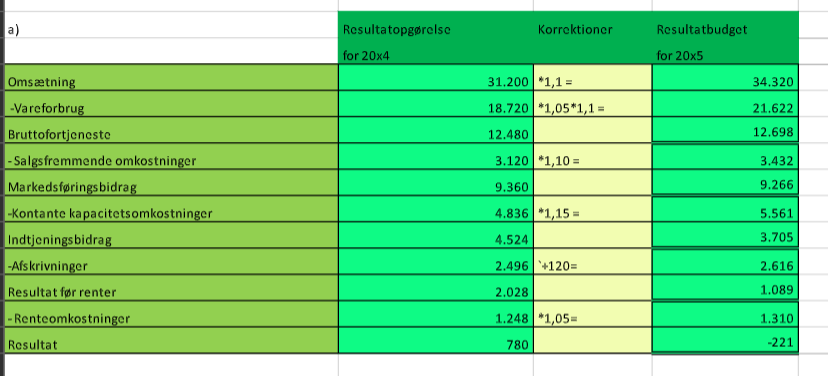 a) Resultatopgørelse Korrektioner Resultatbudget
for 20x4 for 20x5
Omsætning 31.200 *1,1 = 34.320
-Vareforbrug 18.720 *1,05*1,1 = 21.622
Bruttofortjeneste 12.480 12.698
-Salgsfremmende omkostninger 3.120 *1,10 = 3.432
Markedsføringsbidrag 9.360 9.266
-Kontante kapacitetsomkostninger 4.836 *1,15 = 5.561
Indtjeningsbidrag 4.524 3.705
-Afskrivninger 2.496 `÷120= 2.616
Resultat før renter 2.028 1.089
-Renteomkostninger 1.248 *1,05= 1.310
Resultat 780 -221